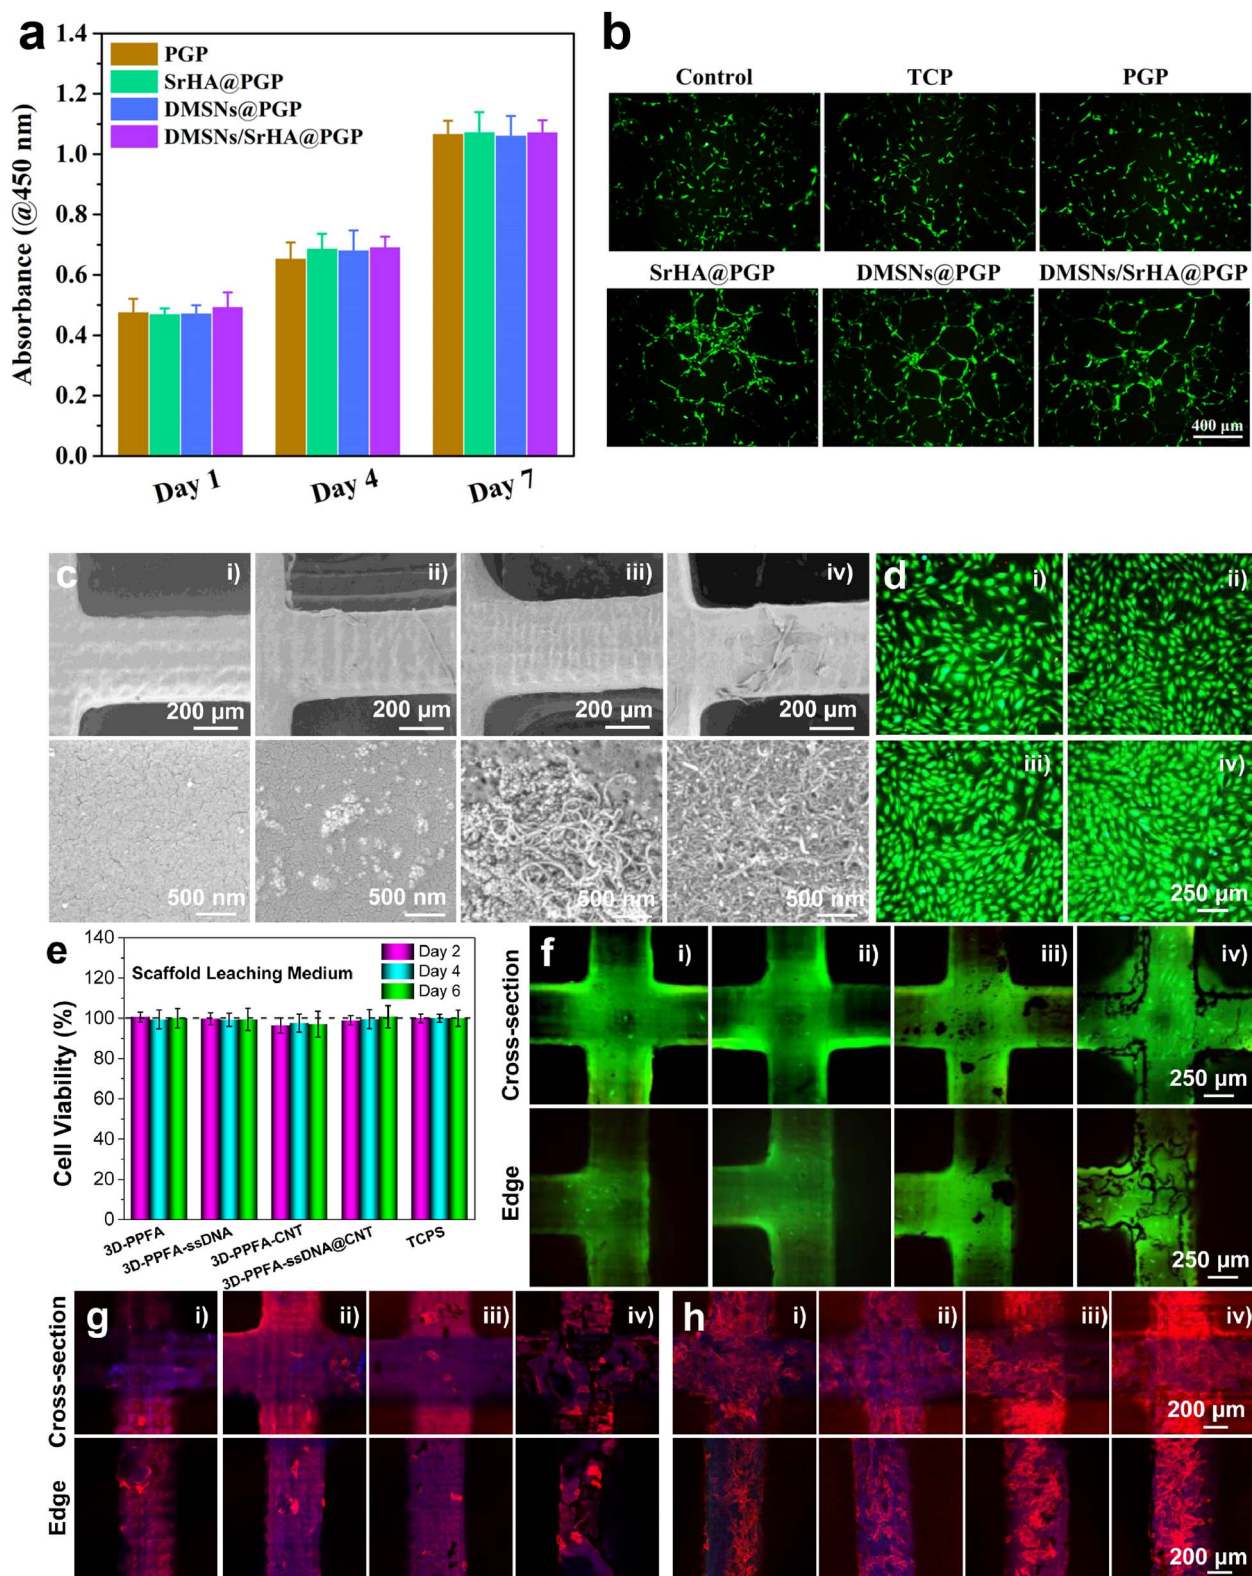 a
1.4
1.2
1.0
0.8
0.6
0.4
0.2
0.0
Absorbance (@450 nm)
PGP
SrHA@PGP
DMSNs@PGP
DMSNs/SrHA@PGP
Day 1 Day 4 Day 7
b
Control TCP PGP
SrHA@PGP DMSNs@PGP DMSNs/SrHA@PGP
400 µm
c i) ii) iii) iv)
200 µm 200 µm 200 µm 200 µm
500 nm 500 nm 500 nm 500 nm
d i) ii)
iii) iv)
250 µm
e
140
120
100
80
60
40
20
0
Cell Viability (%)
Scaffold Leaching Medium
Day 2
Day 4
Day 6
3D-PPFA 3D-PPFA-ssDNA 3D-PPFA-CNT 3D-PPFA-ssDNA@CNT TCPS
f i) ii) iii) iv)
Cross-section
250 µm
Edge
250 µm
g i) ii) iii) iv)
Cross-section
Edge
h i) ii) iii) iv)
200 µm
200 µm